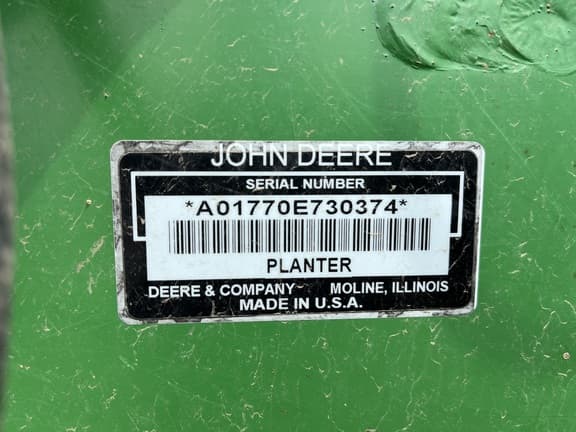 JOHN DEERE
SERIAL NUMBER
*A01770E730374*
PLANTER
DEERE & COMPANY MOLINE, ILLINOIS
MADE IN U.S.A.